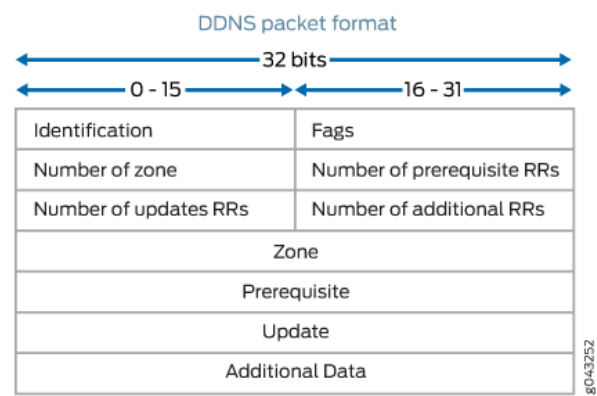 DDNS packet format
32 bits
0 - 15 16 - 31
Identification Fags
Number of zone Number of prerequisite RRs
Number of updates RRs Number of additional RRs
Zone
Prerequisite
Update
Additional Data
g043252